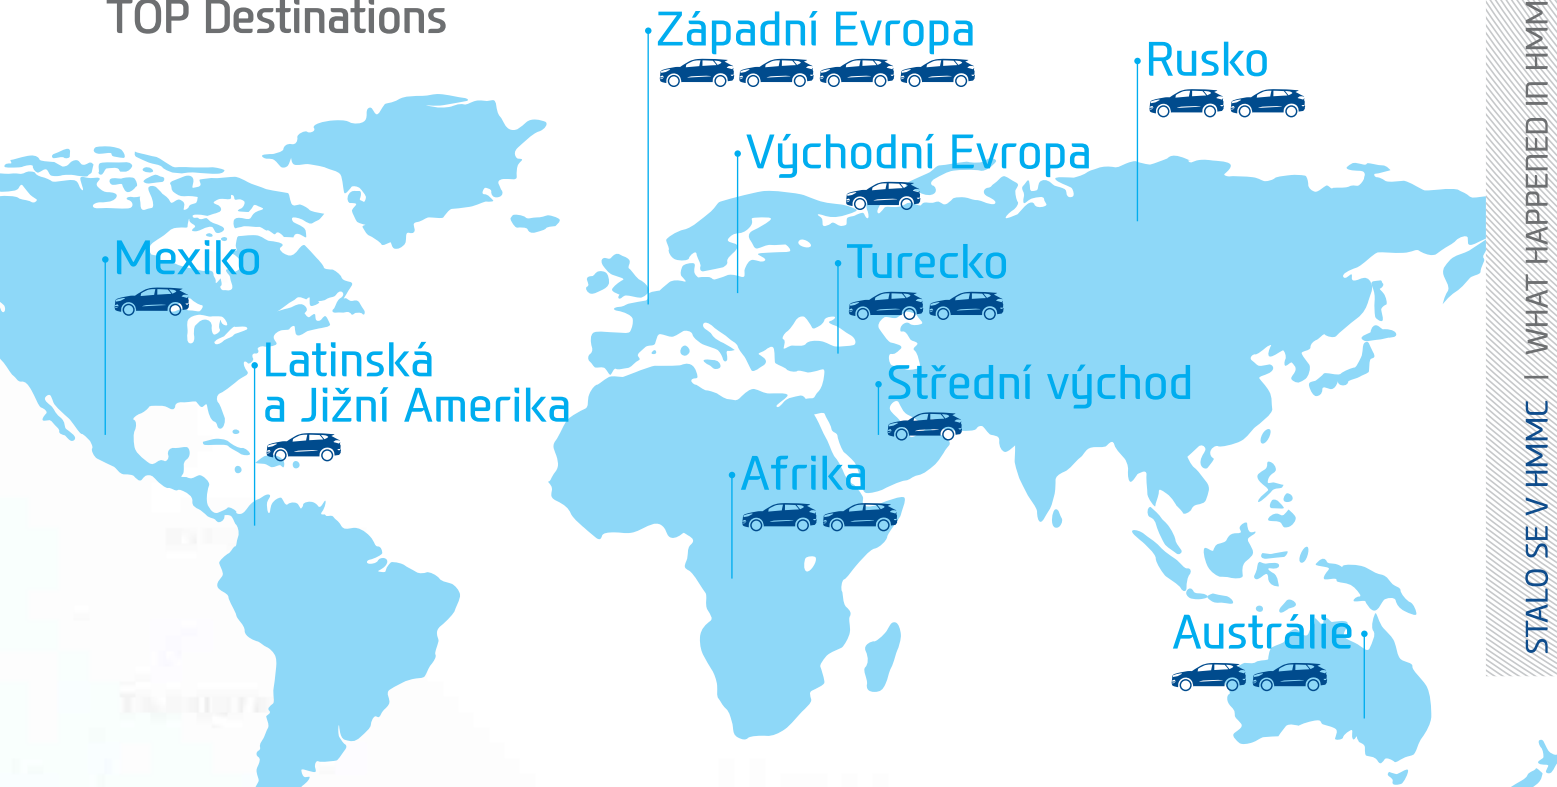 TOP Destinations
Západní Evropa
Rusko
Východní Evropa
Mexiko
Turecko
Latinská
a Jižní Amerika
Střední východ
Afrika
Austrálie
STALO SE V HMMC | WHAT HAPPENED IN HMM